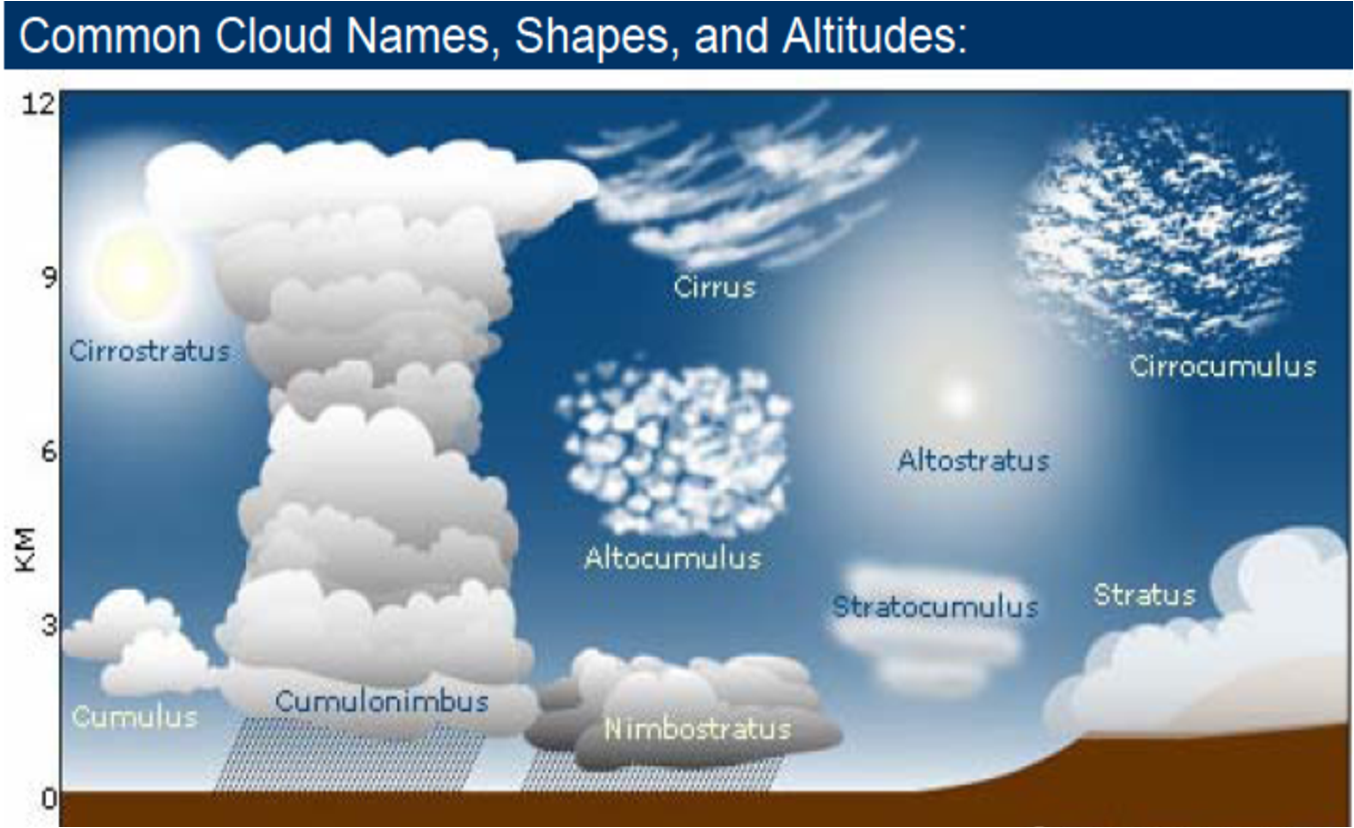 Common Cloud Names, Shapes, and Altitudes:
12
9
6
KM
3
0
Cirrus
Cirrostratus
Cirrocumulus
Altostratus
Altocumulus
Stratocumulus
Stratus
Cumulus
Cumulonimbus
Nimbostratus